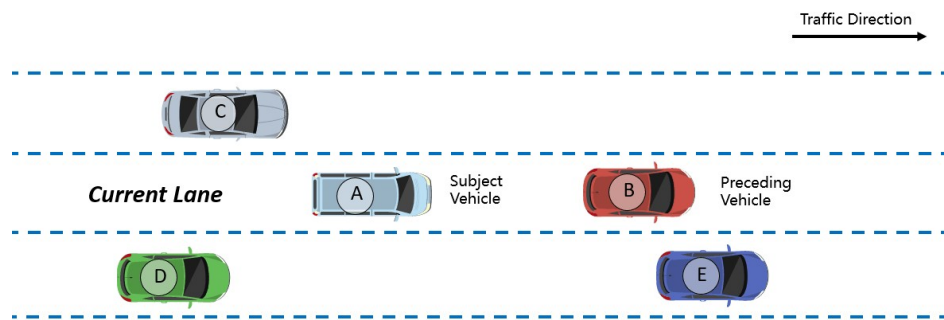 Traffic Direction
C
Current Lane
A
Subject
Vehicle
B
Preceding
Vehicle
D
E